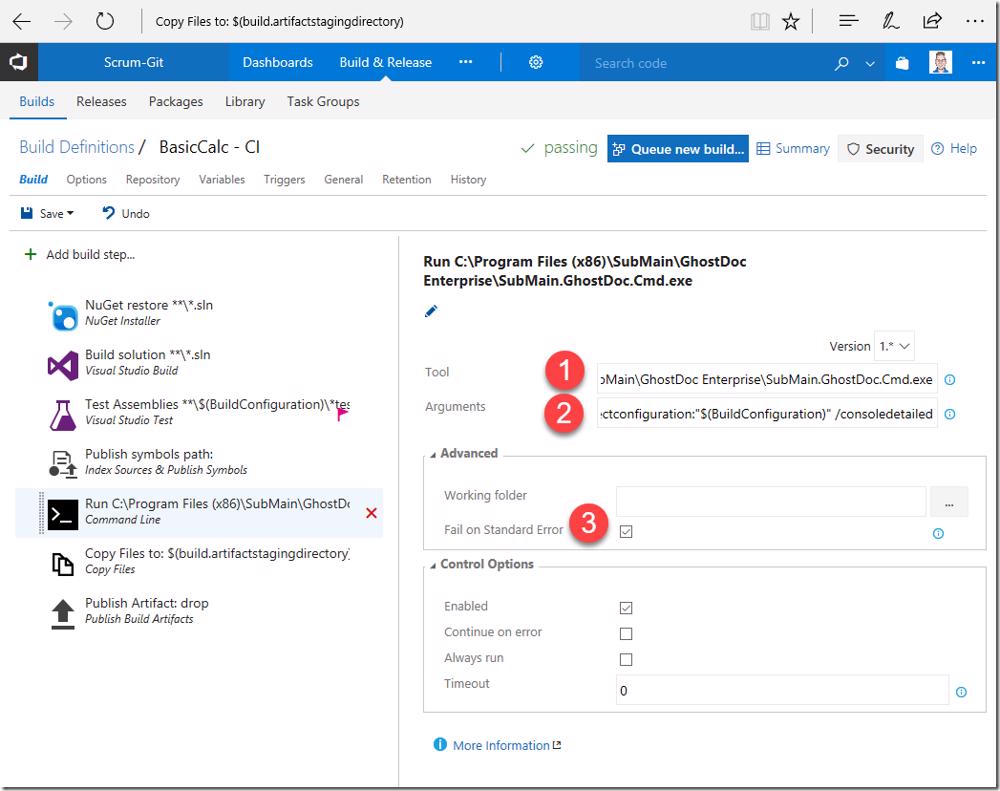 Copy Files to: $(build.artifactstagingdirectory)
Scrum-Git Dashboards Build & Release ... Search code
Builds Releases Packages Library Task Groups
Build Definitions / BasicCalc - CI passing Queue new build... Summary Security Help
Build Options Repository Variables Triggers General Retention History
Save Undo
Add build step...
NuGet restore **\*.sln
NuGet Installer
Build solution **\*.sln
Visual Studio Build
Test Assemblies **\$(BuildConfiguration)\*tes
Visual Studio Test
Publish symbols path:
Index Sources & Publish Symbols
Run C:\Program Files (x86)\SubMain\GhostDo
Command Line
Copy Files to: $(build.artifactstagingdirectory)
Copy Files
Publish Artifact: drop
Publish Build Artifacts
Run C:\Program Files (x86)\SubMain\GhostDoc
Enterprise\SubMain.GhostDoc.Cmd.exe
Version 1.*
Tool 1 bMain\GhostDoc Enterprise\SubMain.GhostDoc.Cmd.exe
Arguments 2 ectconfiguration:"$(BuildConfiguration)" /consoledetailed
Advanced
Working folder ...
Fail on Standard Error 3
Control Options
Enabled
Continue on error
Always run
Timeout 0
More Information